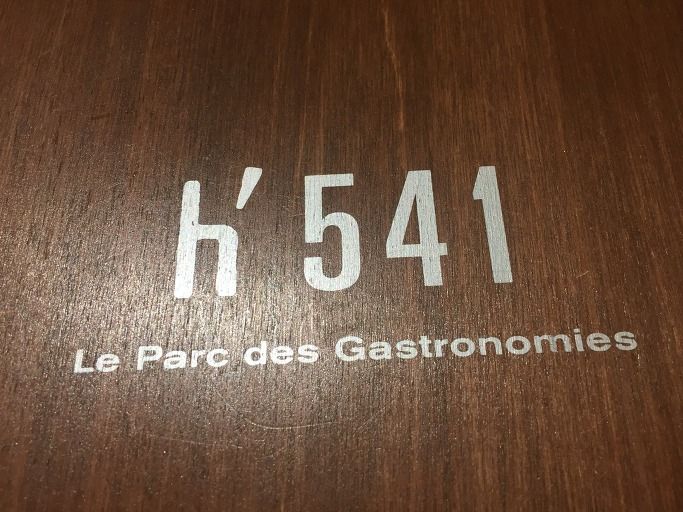 h'541
Le Parc des Gastronomies